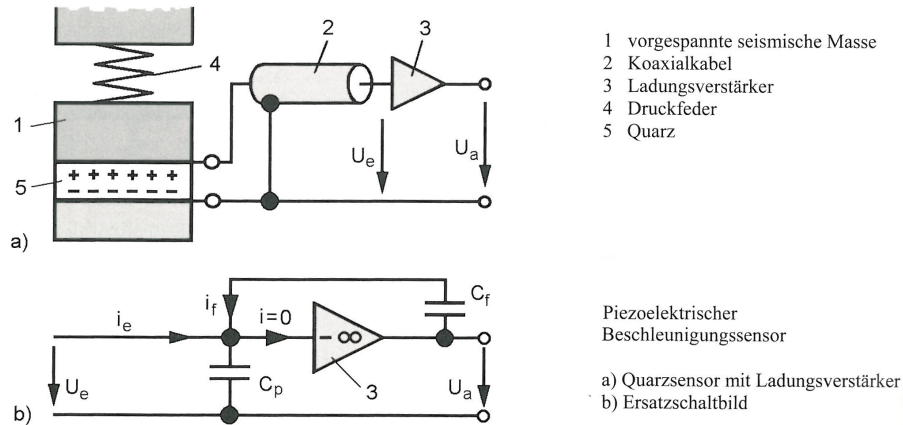 2
3
4
1
5
+ + + + + +
− − − − − −
U_e
U_a
a)
1 vorgespannte seismische Masse
2 Koaxialkabel
3 Ladungsverstärker
4 Druckfeder
5 Quarz
i_f
C_f
i_e
i=0
− ∞
U_e
C_p
3
U_a
b)
Piezoelektrischer
Beschleunigungssensor
a) Quarzsensor mit Ladungsverstärker
b) Ersatzschaltbild